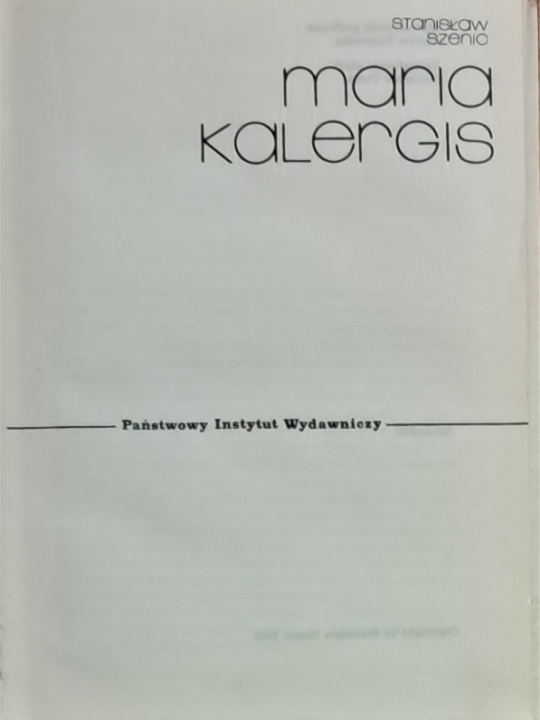 STANISŁAW
SZENIC
maria
KALERGIS
Państwowy Instytut Wydawniczy